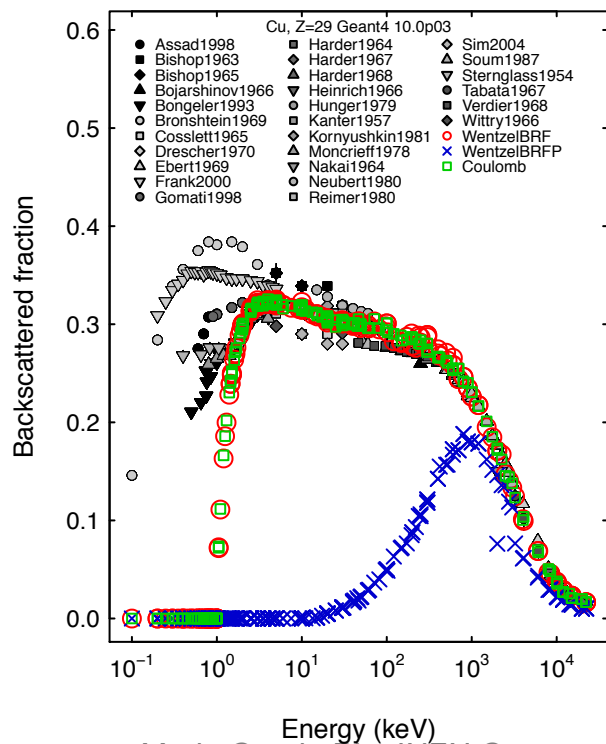 Cu, Z=29 Geant4 10.0p03
Assad1998
Bishop1963
Bishop1965
Bojarshinov1966
Bongeler1993
Bronshtein1969
Cosslett1965
Drescher1970
Ebert1969
Frank2000
Gomati1998
Harder1964
Harder1967
Harder1968
Heinrich1966
Hunger1979
Kanter1957
Kornyushkin1981
Moncrieff1978
Nakai1964
Neubert1980
Reimer1980
Sim2004
Soum1987
Sternglass1954
Tabata1967
Verdier1968
Wittry1966
WentzelBRF
WentzelBRFP
Coulomb
Backscattered fraction
0.6
0.5
0.4
0.3
0.2
0.1
0.0
10⁻¹ 10⁰ 10¹ 10² 10³ 10⁴
Energy (keV)